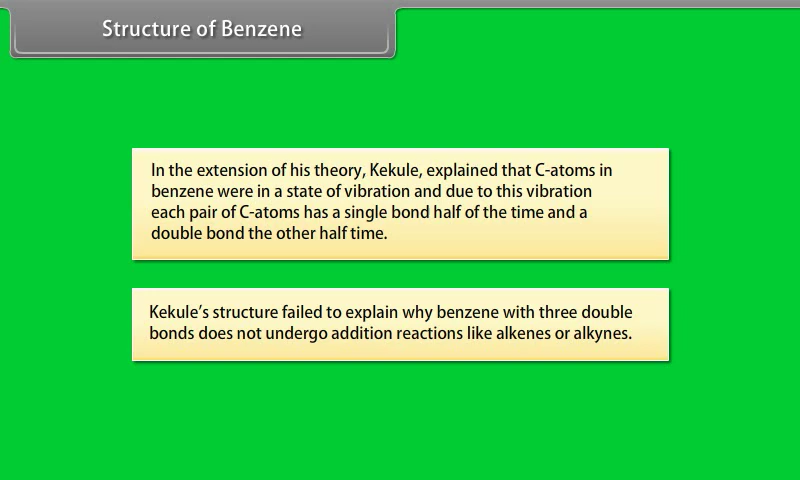 Structure of Benzene
In the extension of his theory, Kekule, explained that C-atoms in
benzene were in a state of vibration and due to this vibration
each pair of C-atoms has a single bond half of the time and a
double bond the other half time.
Kekule’s structure failed to explain why benzene with three double
bonds does not undergo addition reactions like alkenes or alkynes.